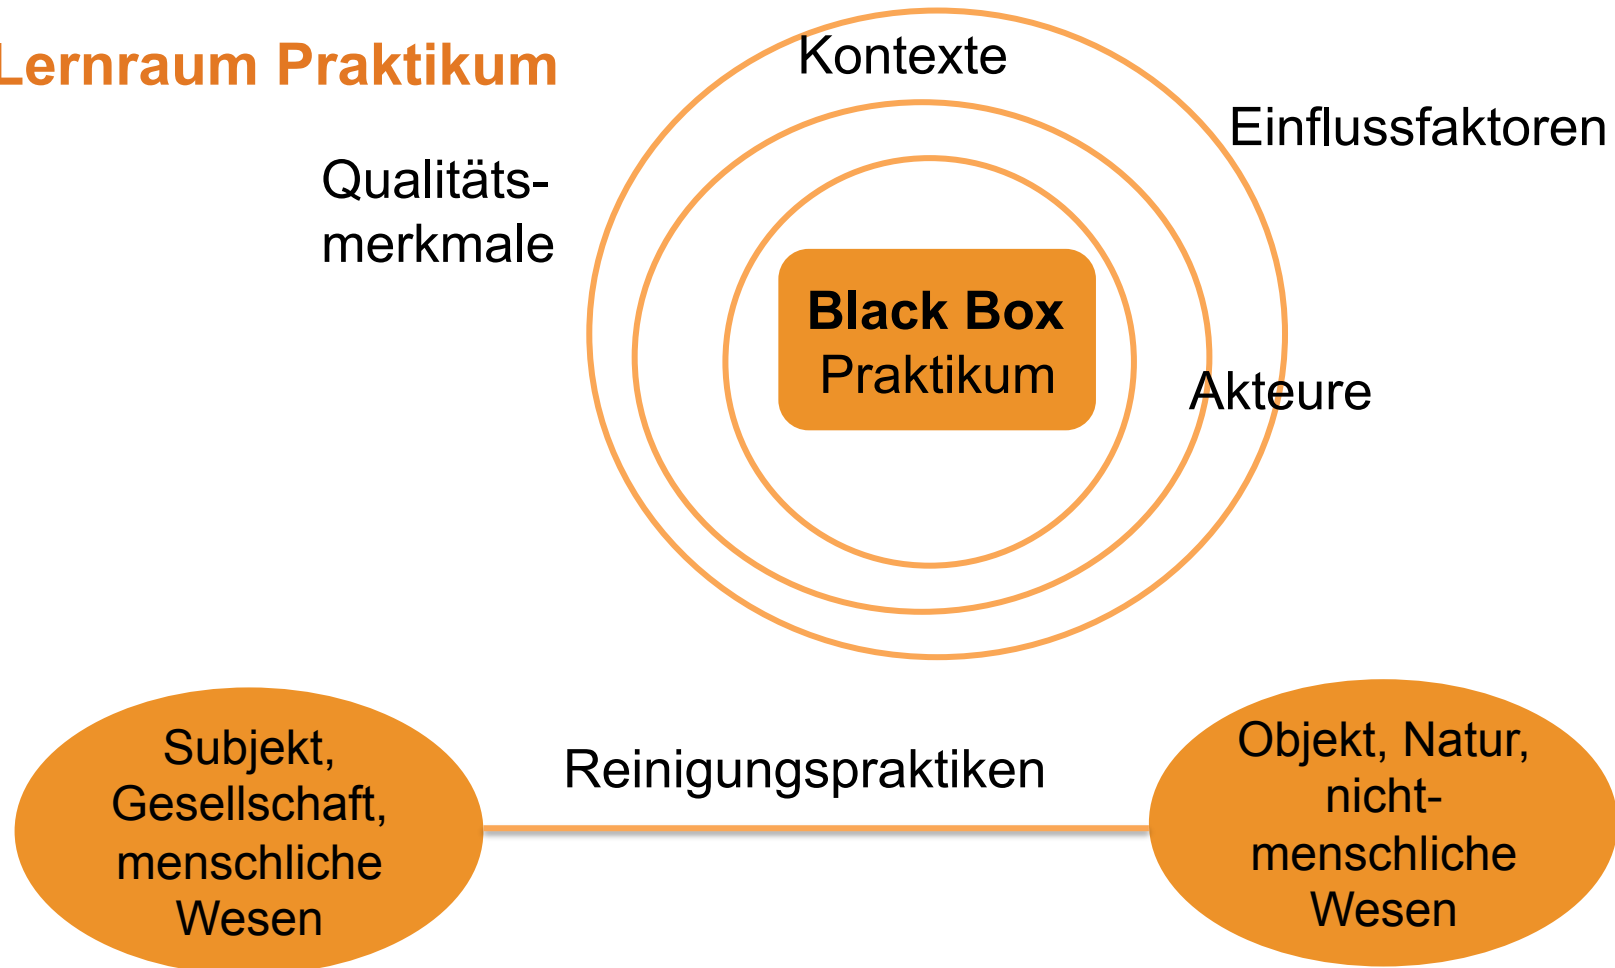 Lernraum Praktikum
Kontexte
Einflussfaktoren
Qualitäts-
merkmale
Black Box
Praktikum
Akteure
Subjekt,
Gesellschaft,
menschliche
Wesen
Reinigungspraktiken
Objekt, Natur,
nicht-
menschliche
Wesen